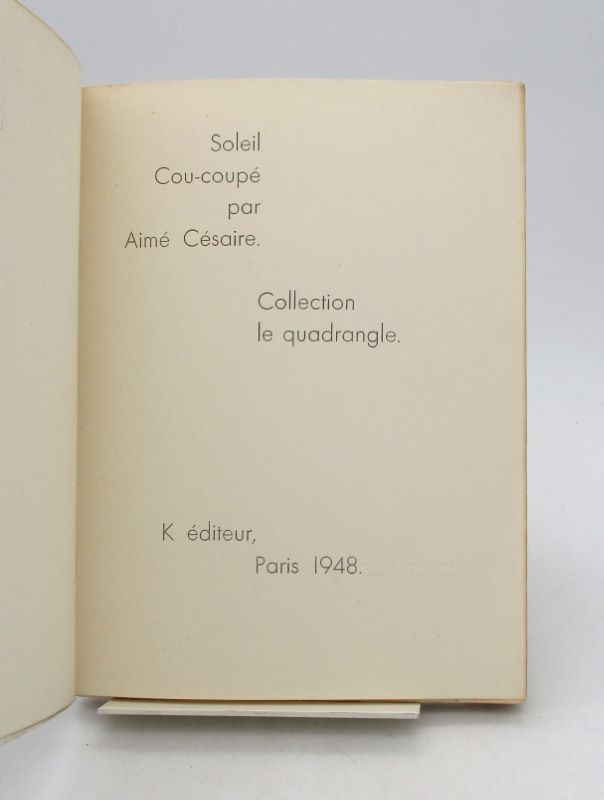 Soleil
Cou-coupé
par
Aimé Césaire.
Collection
le quadrangle.
K éditeur,
Paris 1948.